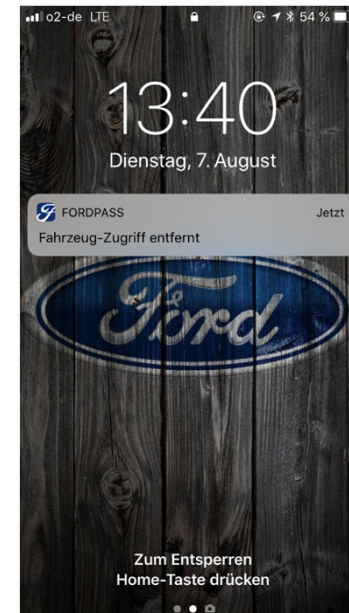 o2-de LTE 54 %
13:40
Dienstag, 7. August
FORDPASS Jetzt
Fahrzeug-Zugriff entfernt
Ford
Zum Entsperren
Home-Taste drücken